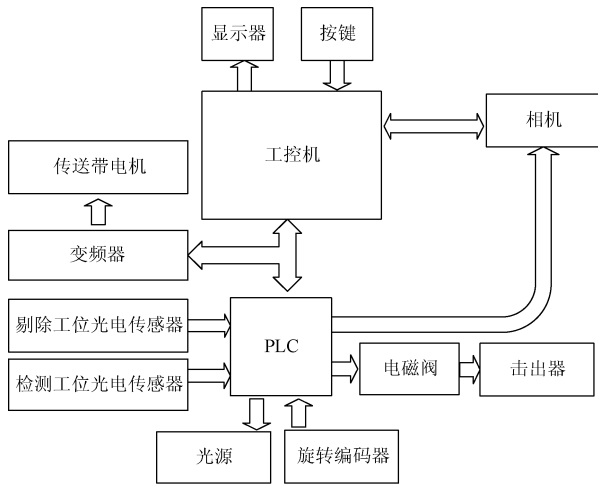 显示器
按键
工控机
相机
传送带电机
变频器
剔除工位光电传感器
PLC
检测工位光电传感器
电磁阀
击出器
光源
旋转编码器